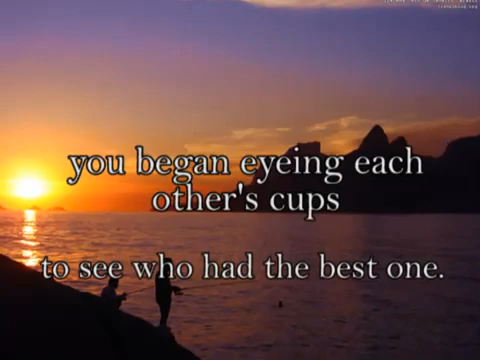 you began eyeing each
other's cups
to see who had the best one.